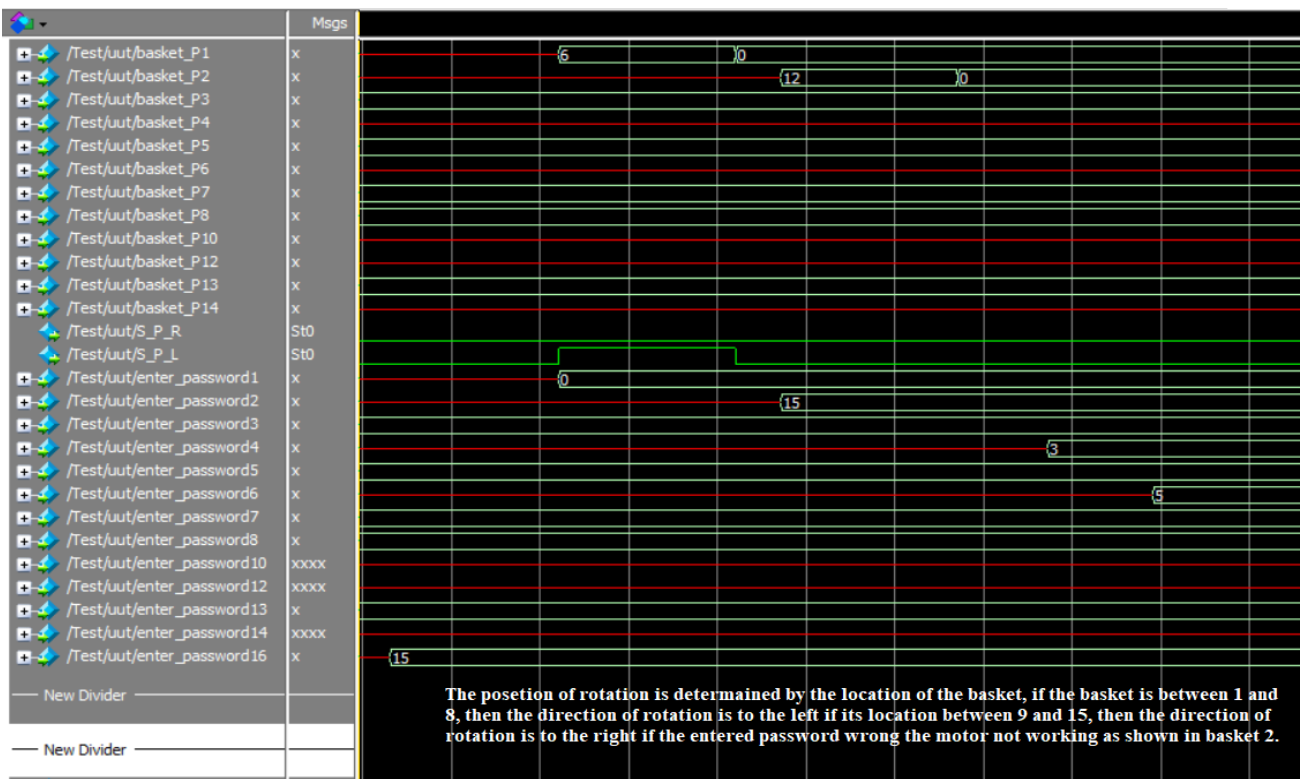 Msgs
/Test/uut/basket_P1 x 6 0
/Test/uut/basket_P2 x 12 0
/Test/uut/basket_P3 x
/Test/uut/basket_P4 x
/Test/uut/basket_P5 x
/Test/uut/basket_P6 x
/Test/uut/basket_P7 x
/Test/uut/basket_P8 x
/Test/uut/basket_P10 x
/Test/uut/basket_P12 x
/Test/uut/basket_P13 x
/Test/uut/basket_P14 x
/Test/uut/S_P_R St0
/Test/uut/S_P_L St0
/Test/uut/enter_password1 x 0
/Test/uut/enter_password2 x 15
/Test/uut/enter_password3 x
/Test/uut/enter_password4 x 3
/Test/uut/enter_password5 x
/Test/uut/enter_password6 x 5
/Test/uut/enter_password7 x
/Test/uut/enter_password8 x
/Test/uut/enter_password10 xxxx
/Test/uut/enter_password12 xxxx
/Test/uut/enter_password13 x
/Test/uut/enter_password14 xxxx
/Test/uut/enter_password16 x 15
New Divider
The posetion of rotation is determained by the location of the basket, if the basket is between 1 and
8, then the direction of rotation is to the left if its location between 9 and 15, then the direction of
rotation is to the right if the entered password wrong the motor not working as shown in basket 2.
New Divider